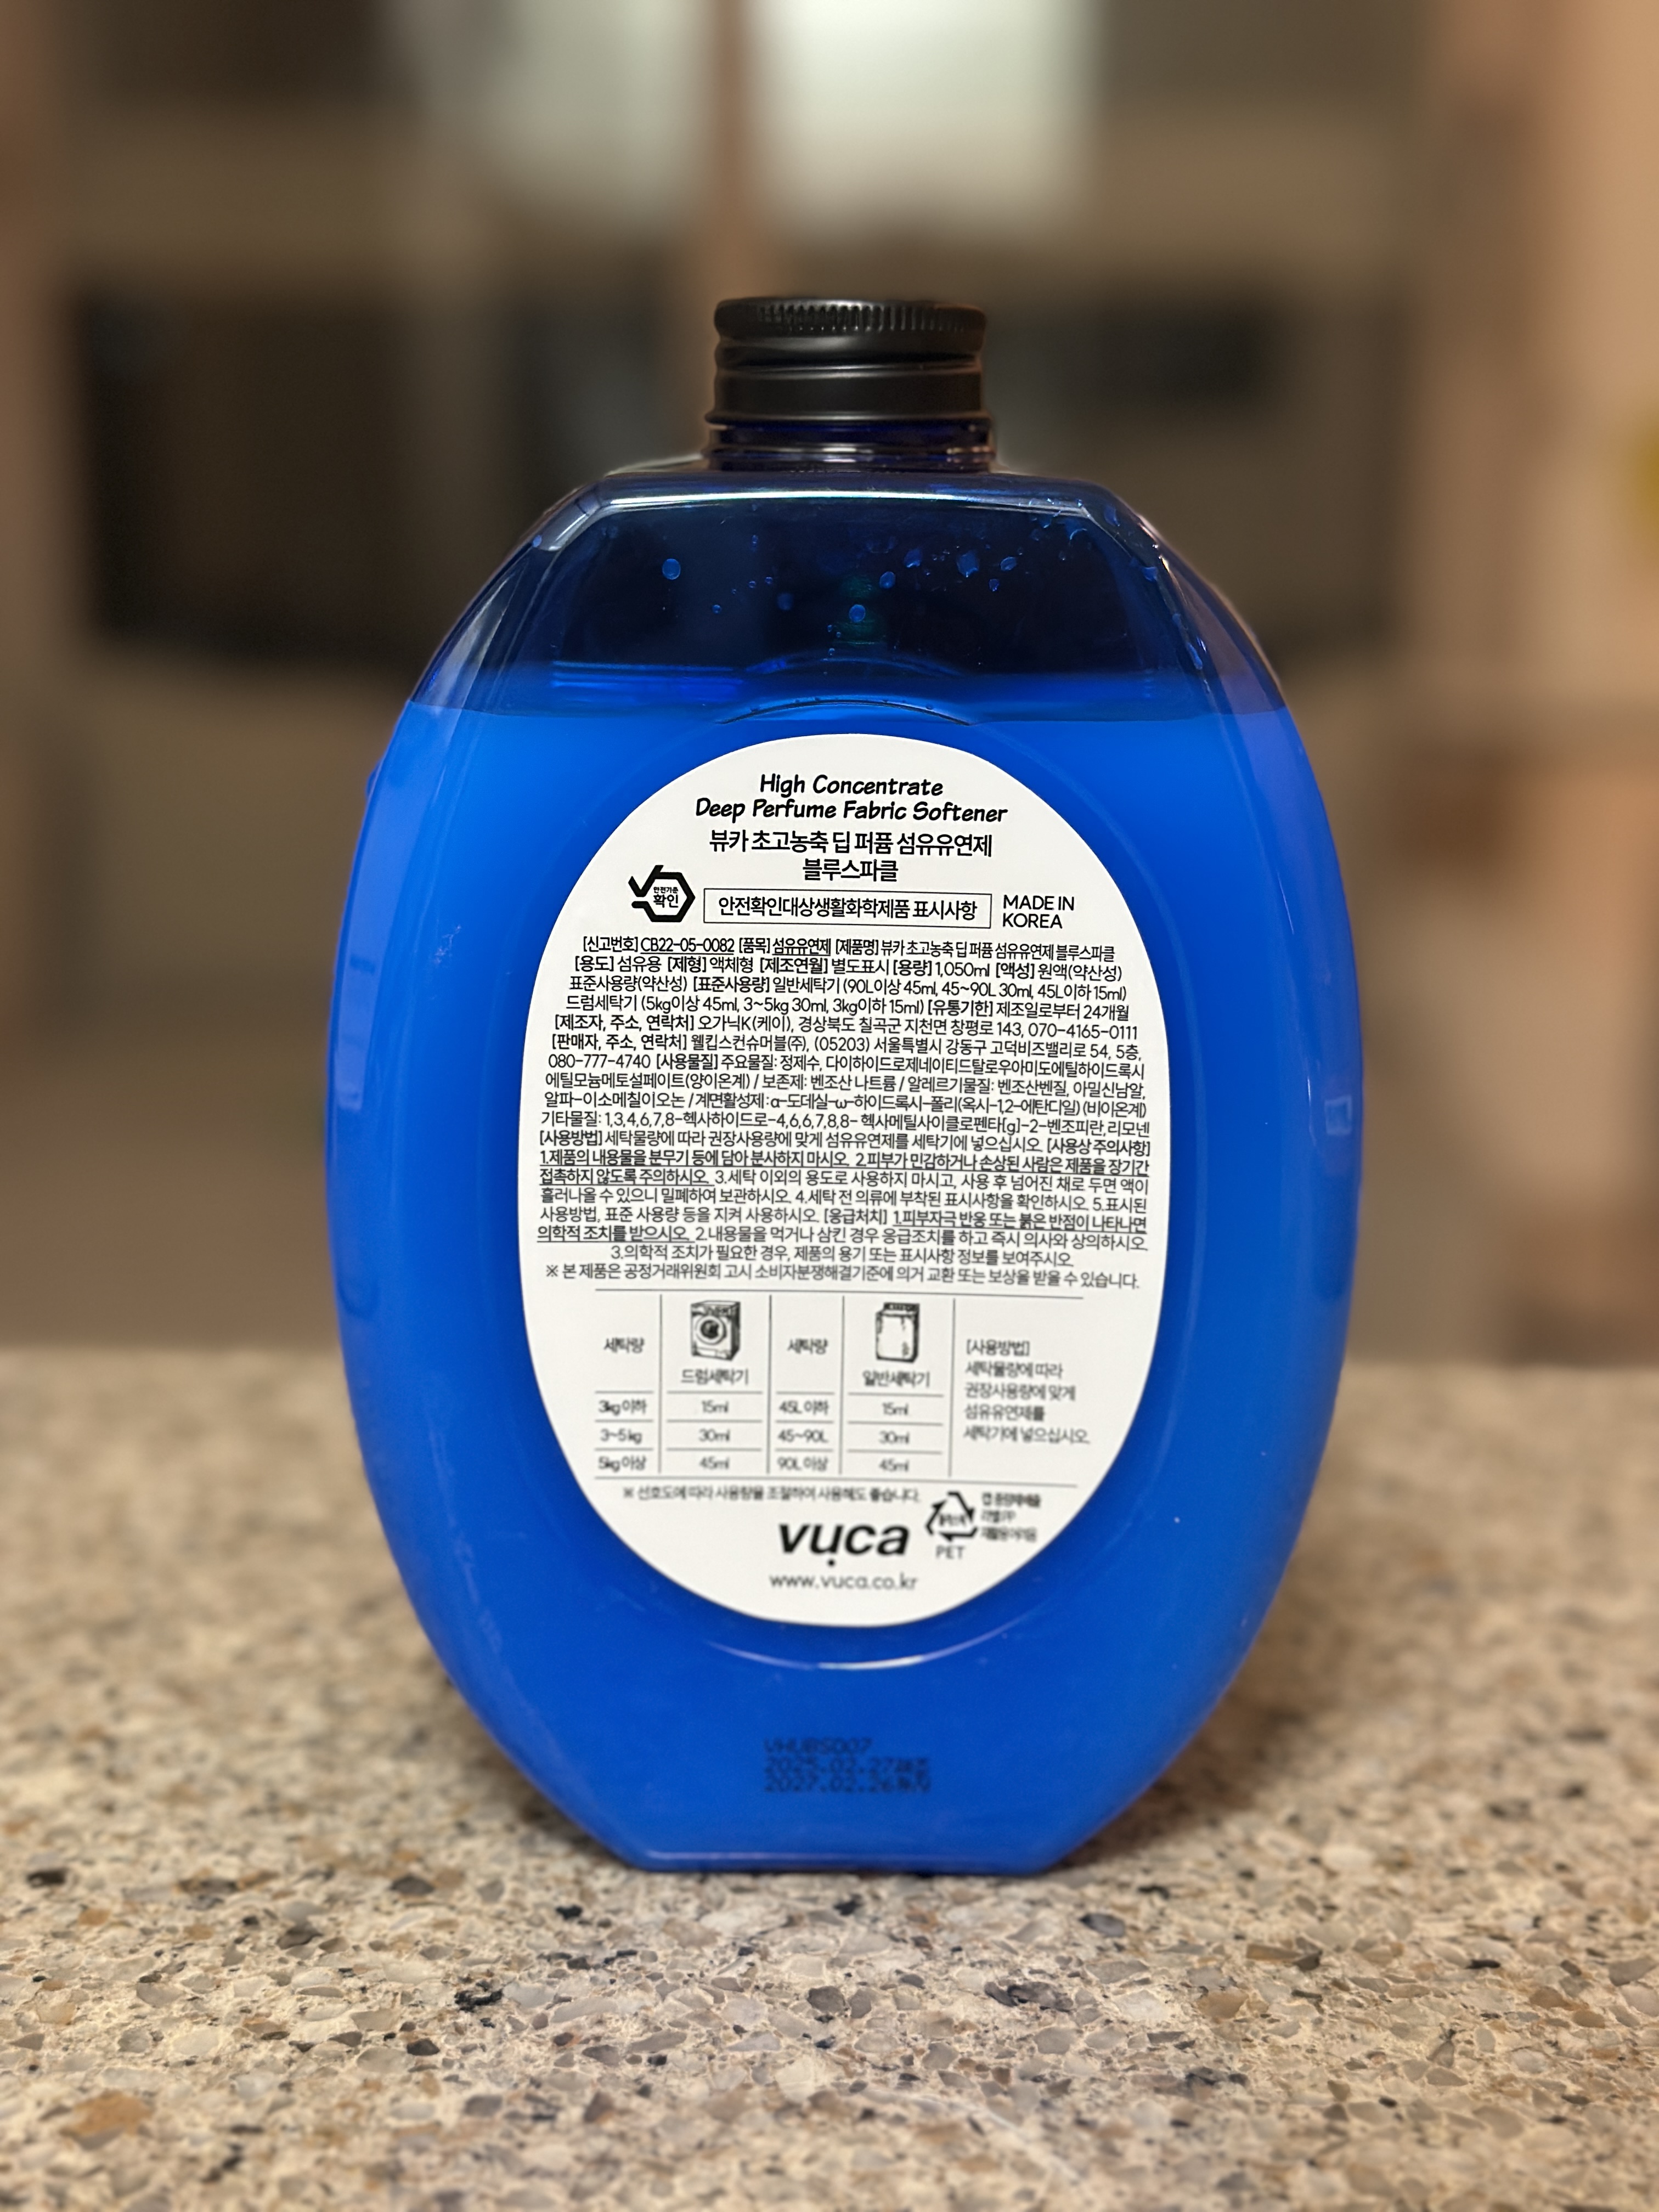 High Concentrate
Deep Perfume Fabric Softener
뷰카 초고농축 딥 퍼퓸 섬유유연제
블루스파클
안전기준
확인
안전확인대상생활화학제품 표시사항
MADE IN
KOREA
[신고번호] CB22-05-0082 [품목] 섬유유연제 [제품명] 뷰카 초고농축 딥 퍼퓸 섬유유연제 블루스파클
[용도] 섬유용 [제형] 액체형 [제조연월] 별도표시 [용량] 1,050ml [액성] 원액(약산성)
표준사용량(약산성) [표준사용량] 일반세탁기 (90L이상 45ml, 45~90L 30ml, 45L이하 15ml)
드럼세탁기 (5kg이상 45ml, 3~5kg 30ml, 3kg이하 15ml) [유통기한] 제조일로부터 24개월
[제조자, 주소, 연락처] 오가닉K(케이), 경상북도 칠곡군 지천면 창평로 143, 070-4165-0111
[판매자, 주소, 연락처] 웰킵스컨슈머블(주), (05203) 서울특별시 강동구 고덕비즈밸리로 54, 5층,
080-777-4740 [사용물질] 주요물질: 정제수, 다이하이드로제네이티드탈로우아미도에틸하이드록시
에틸모늄메토설페이트(양이온계) / 보존제: 벤조산 나트륨 / 알레르기물질: 벤조산벤질, 아밀신남알,
알파-이소메칠이오논 / 계면활성제: α-도데실-ω-하이드록시-폴리(옥시-1,2-에탄디일) (비이온계)
기타물질: 1,3,4,6,7,8-헥사하이드로-4,6,6,7,8,8- 헥사메틸사이클로펜타[g]-2-벤조피란, 리모넨
[사용방법] 세탁물량에 따라 권장사용량에 맞게 섬유유연제를 세탁기에 넣으십시오. [사용상 주의사항]
1.제품의 내용물을 분무기 등에 담아 분사하지 마시오. 2.피부가 민감하거나 손상된 사람은 제품을 장기간
접촉하지 않도록 주의하시오. 3.세탁 이외의 용도로 사용하지 마시고, 사용 후 넘어진 채로 두면 액이
흘러나올 수 있으니 밀폐하여 보관하시오. 4.세탁 전 의류에 부착된 표시사항을 확인하시오. 5.표시된
사용방법, 표준 사용량 등을 지켜 사용하시오. [응급처치] 1.피부자극 반응 또는 붉은 반점이 나타나면
의학적 조치를 받으시오. 2.내용물을 먹거나 삼킨 경우 응급조치를 하고 즉시 의사와 상의하시오.
3.의학적 조치가 필요한 경우, 제품의 용기 또는 표시사항 정보를 보여주시오.
※ 본 제품은 공정거래위원회 고시 소비자분쟁해결기준에 의거 교환 또는 보상을 받을 수 있습니다.
세탁량 드럼세탁기 세탁량 일반세탁기
3kg 이하 15ml 45L 이하 15ml
3~5kg 30ml 45~90L 30ml
5kg 이상 45ml 90L 이상 45ml
[사용방법]
세탁물량에 따라
권장사용량에 맞게
섬유유연제를
세탁기에 넣으십시오.
※ 선호도에 따라 사용량을 조절하여 사용해도 좋습니다.
PET
vuca
www.vuca.co.kr
VHUBSD07
2025.02.27제조
2027.02.26까지